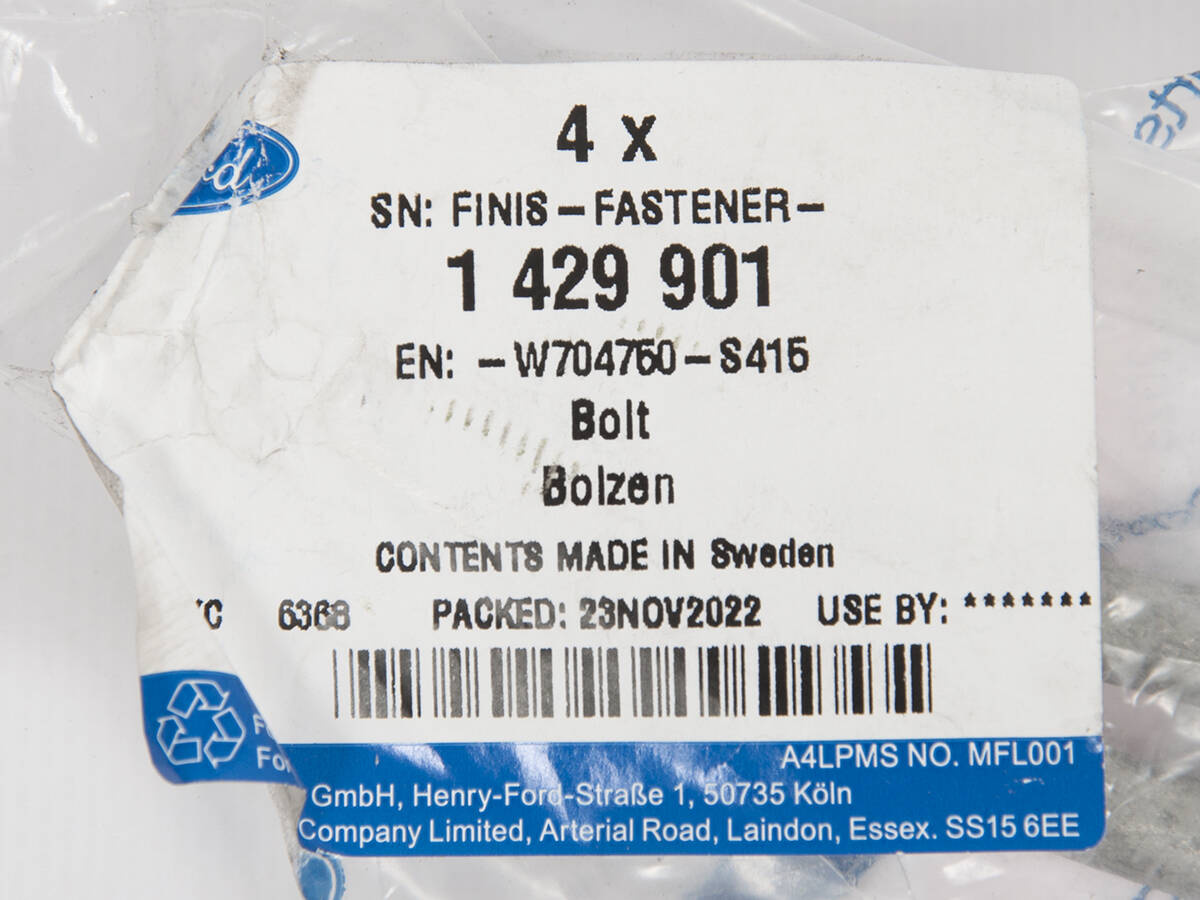 4 x
SN: FINIS – FASTENER –
1 429 901
EN: – W704760 – S415
Bolt
Bolzen
CONTENTS MADE IN Sweden
6368 PACKED: 23NOV2022 USE BY: *******
A4LPMS NO. MFL001
GmbH, Henry-Ford-Straße 1, 50735 Köln
Company Limited, Arterial Road, Laindon, Essex. SS15 6EE